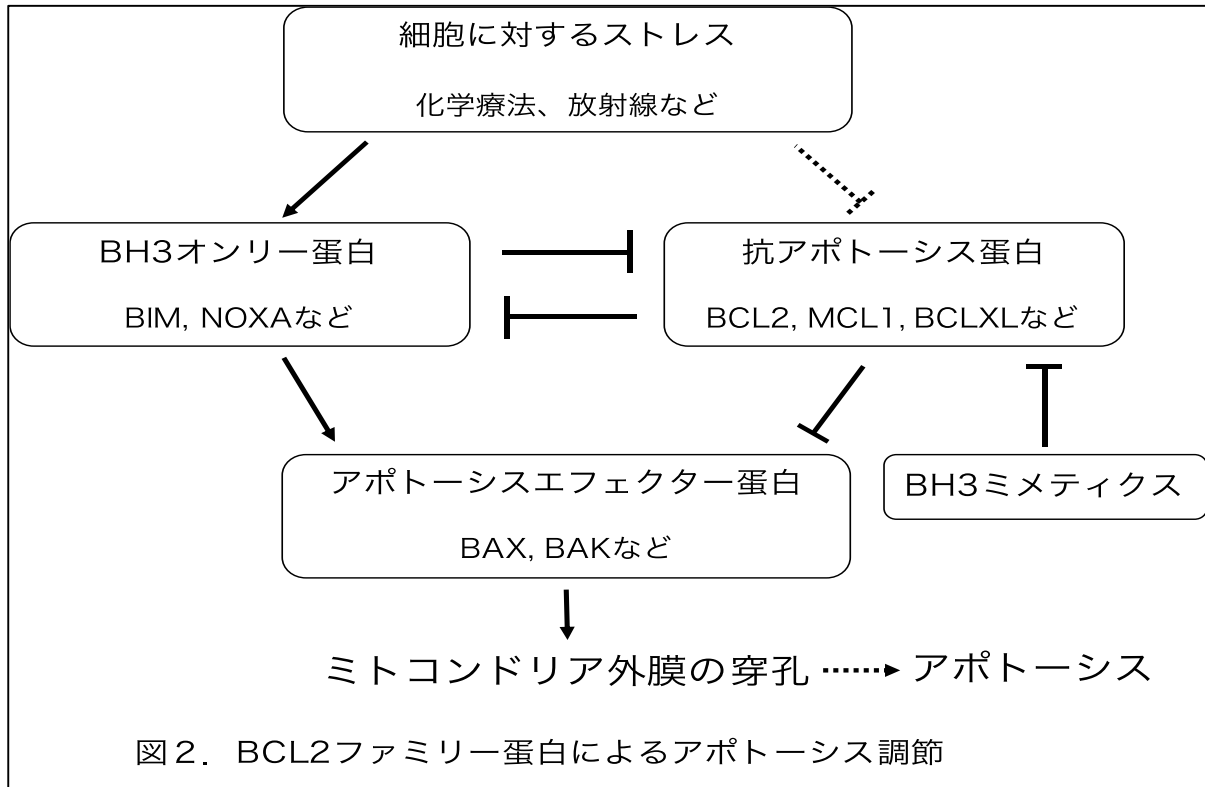 細胞に対するストレス
化学療法、放射線など
BH3オンリー蛋白
BIM, NOXAなど
抗アポトーシス蛋白
BCL2, MCL1, BCLXLなど
アポトーシスエフェクター蛋白
BAX, BAKなど
BH3ミメティクス
ミトコンドリア外膜の穿孔 アポトーシス
図２．BCL2ファミリー蛋白によるアポトーシス調節